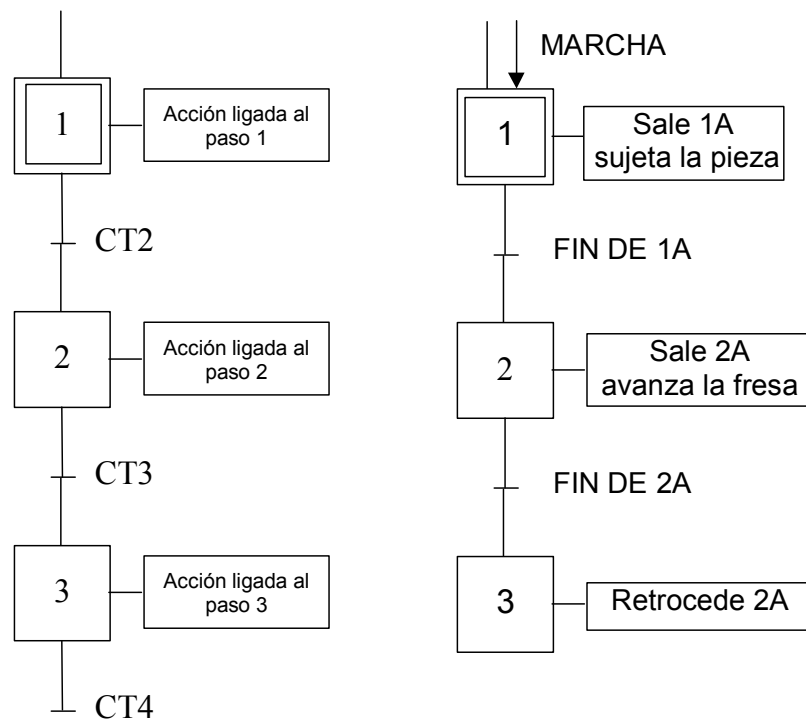 1
Acción ligada al
paso 1
CT2
2
Acción ligada al
paso 2
CT3
3
Acción ligada al
paso 3
CT4
MARCHA
1
Sale 1A
sujeta la pieza
FIN DE 1A
2
Sale 2A
avanza la fresa
FIN DE 2A
3
Retrocede 2A